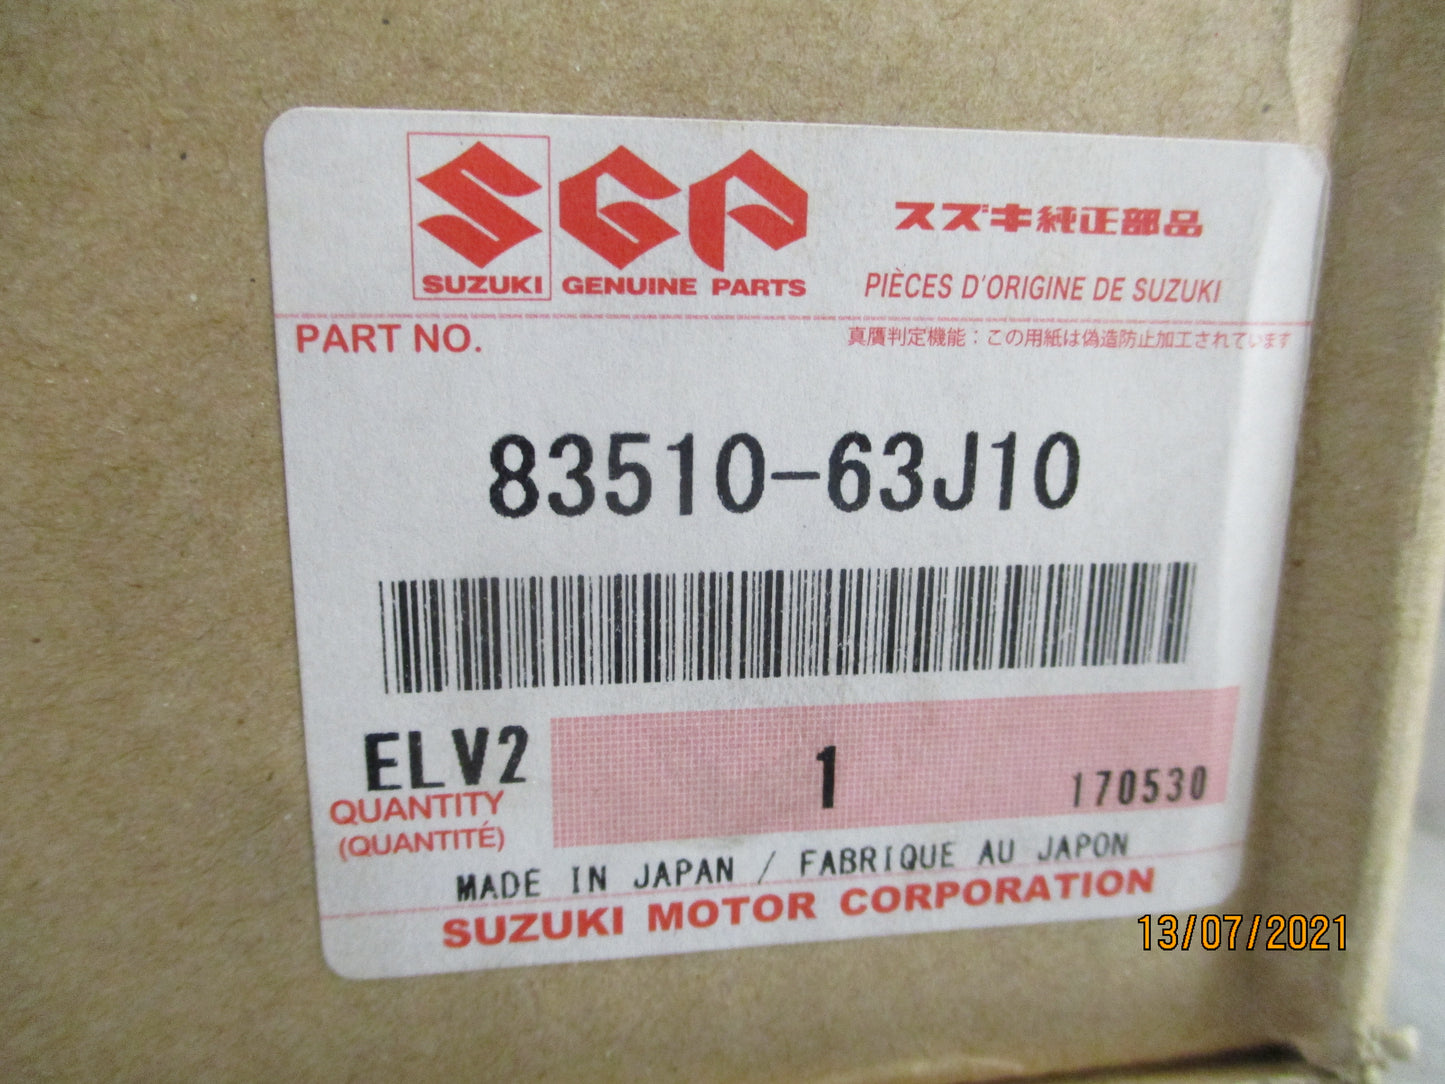 SUZUKI
SGP
GENUINE PARTS
スズキ純正部品
PIÈCES D'ORIGINE DE SUZUKI
PART NO.
真贋判定機能：この用紙は偽造防止加工されています
83510-63J10
ELV2
1
170530
QUANTITY
(QUANTITÉ)
MADE IN JAPAN / FABRIQUE AU JAPON
SUZUKI MOTOR CORPORATION
13/07/2021